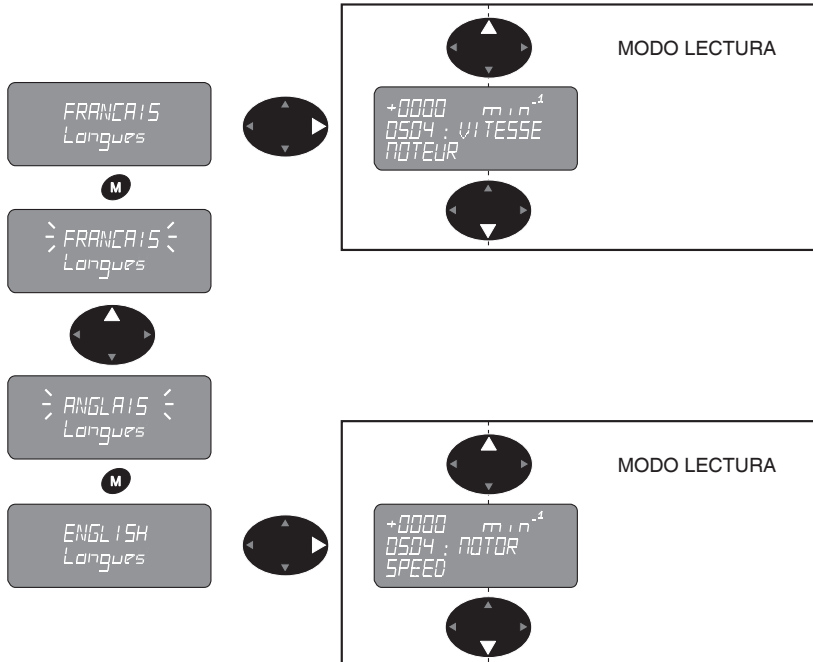 MODO LECTURA
+0000 min-1
0504 : VITESSE
MOTEUR
FRANCAIS
Langues
M
FRANCAIS
Langues
ANGLAIS
Langues
M
ENGLISH
Langues
MODO LECTURA
+0000 min-1
0504 : MOTOR
SPEED